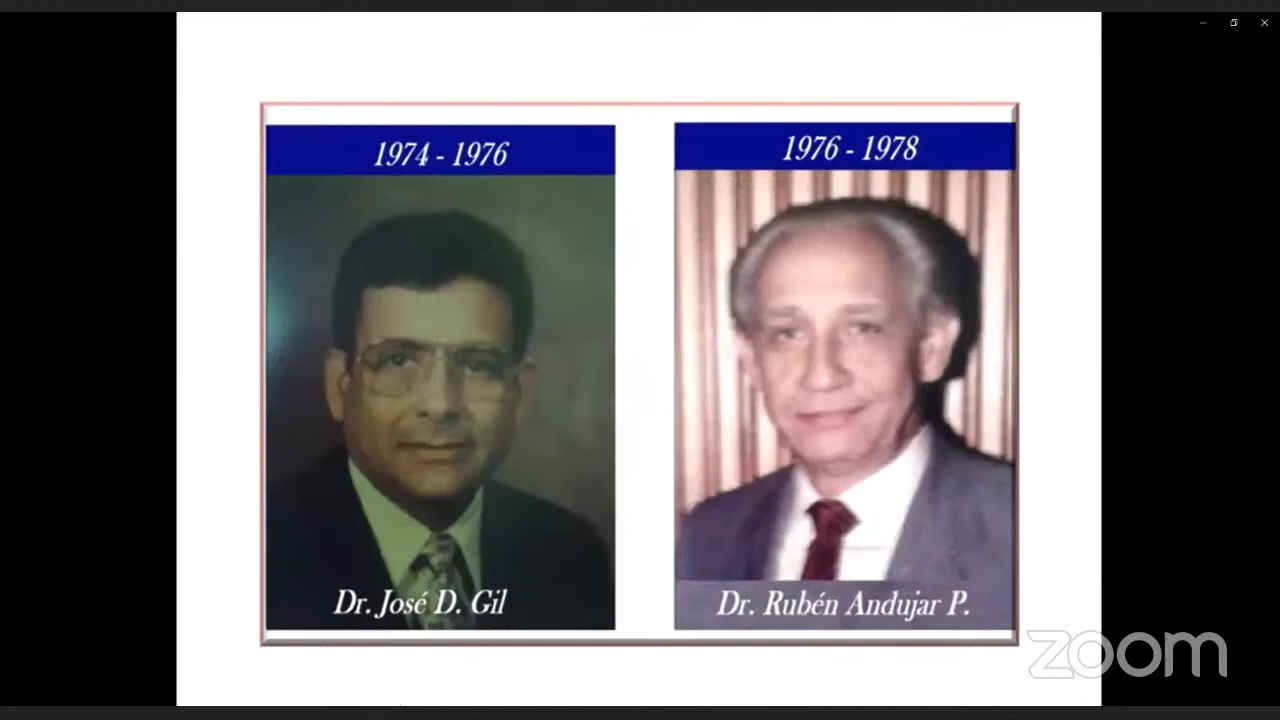 1974 - 1976
Dr. José D. Gil
1976 - 1978
Dr. Rubén Andujar P.
zoom